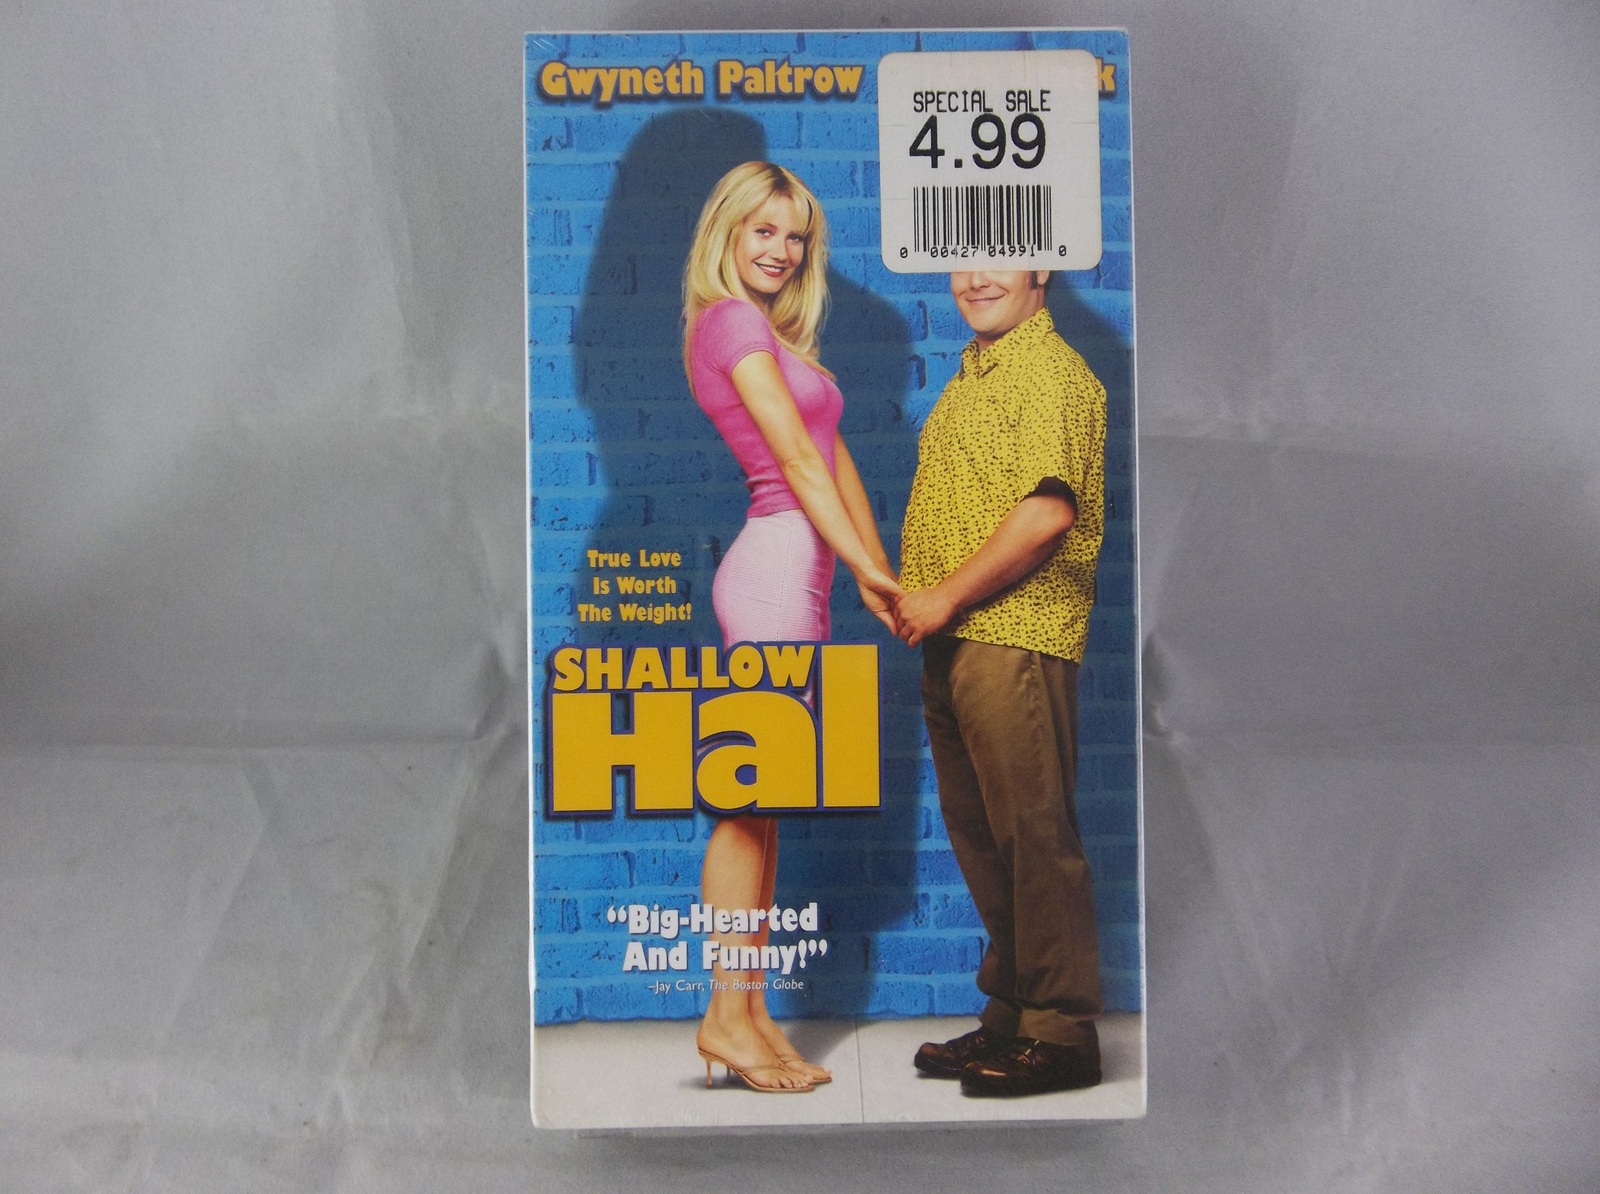 Gwyneth Paltrow
k
SPECIAL SALE
4.99
0 00427 04991 0
True Love
Is Worth
The Weight!
SHALLOW
Hal
“Big-Hearted
And Funny!”
–Jay Carr, The Boston Globe